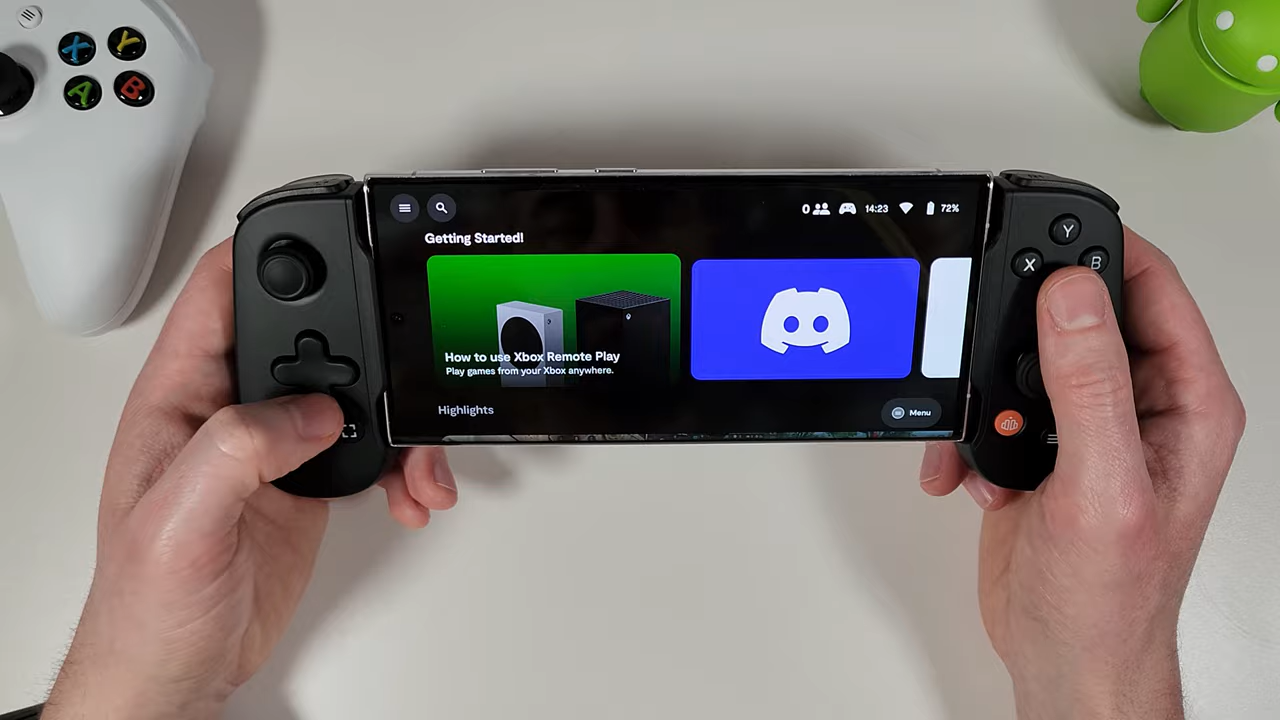 X
Y
A
B
0
14:23
72%
Getting Started!
How to use Xbox Remote Play
Play games from your Xbox anywhere.
Highlights
Menu
Y
X
B